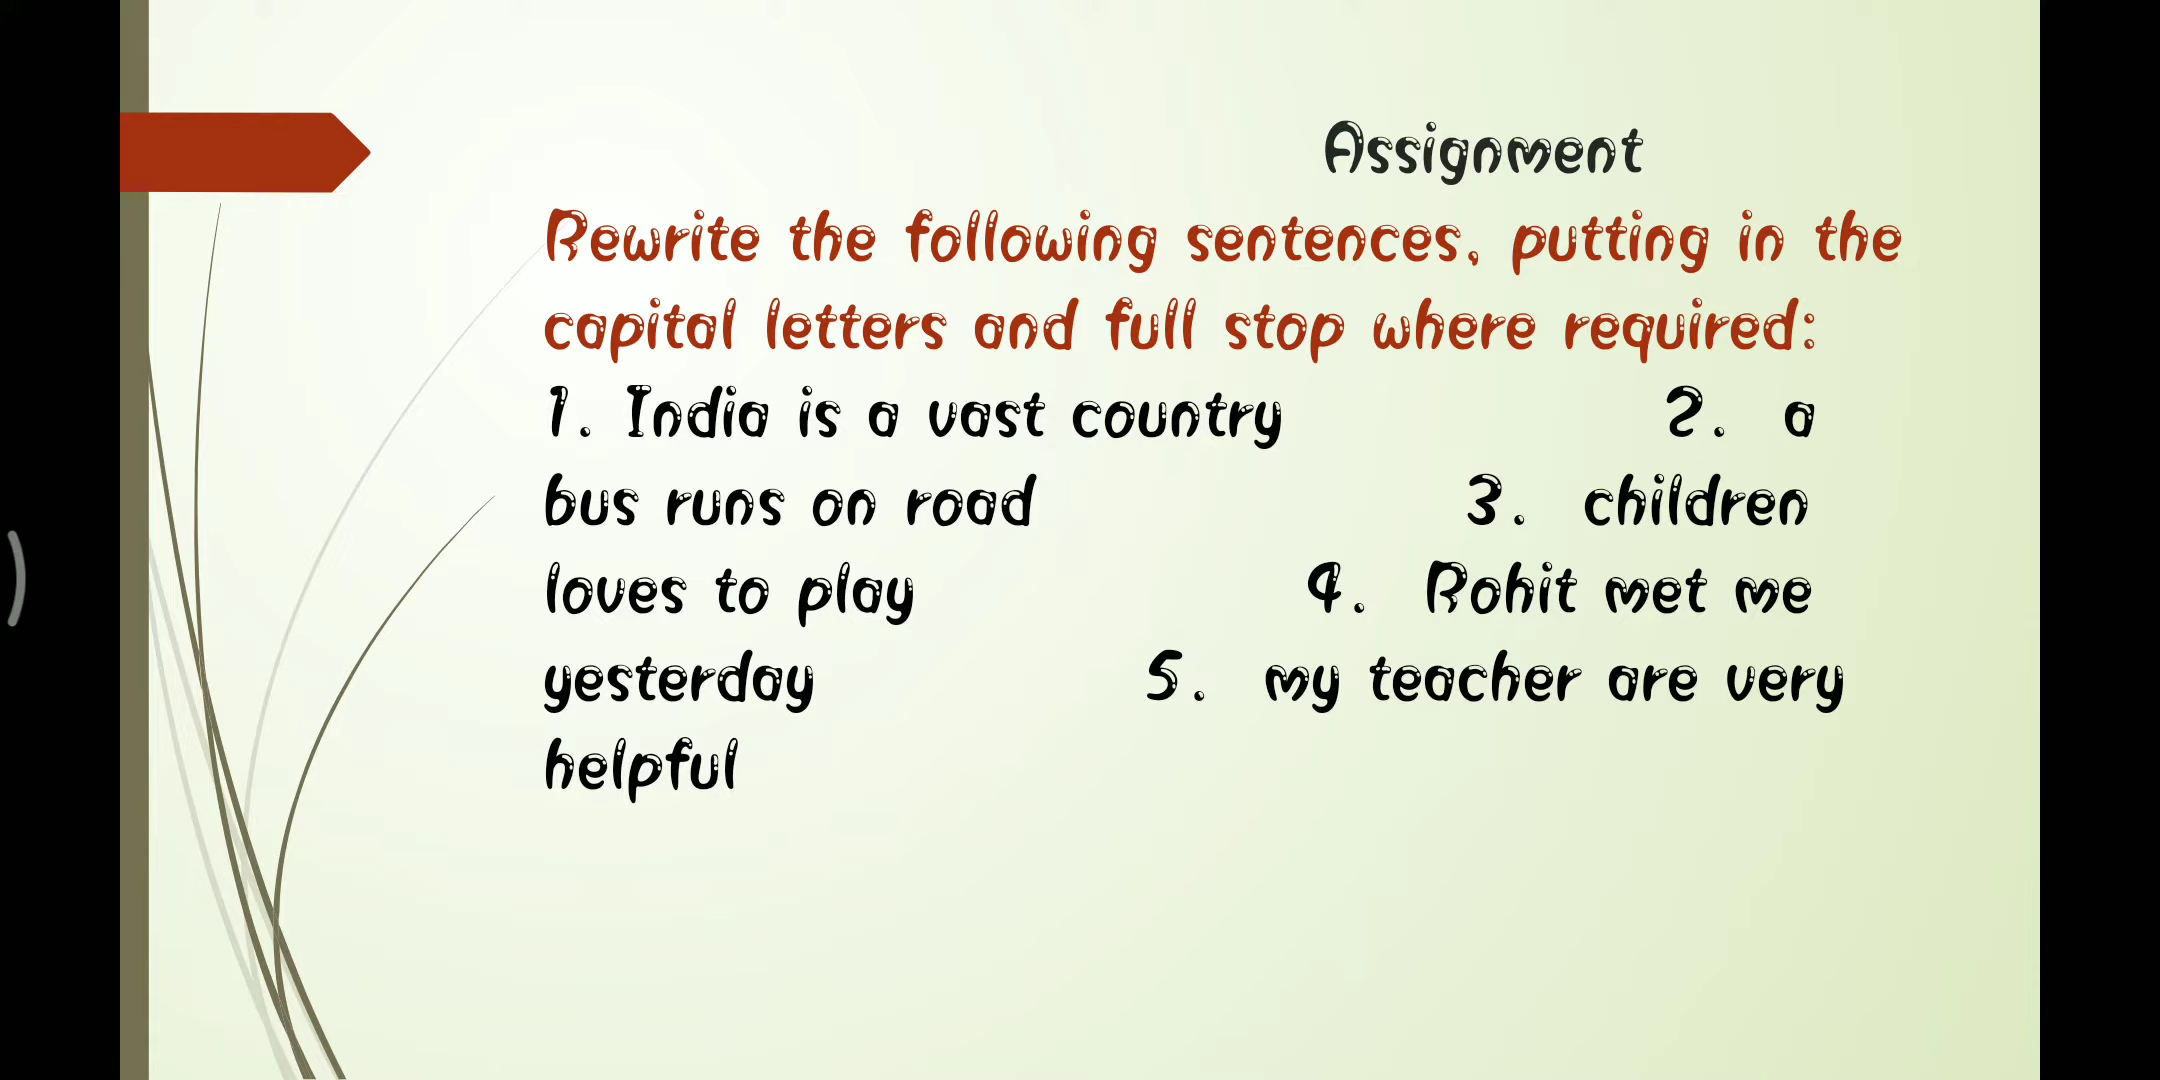 Assignment
Rewrite the following sentences, putting in the
capital letters and full stop where required:
1. India is a vast country 2. a
bus runs on road 3. children
loves to play 4. Rohit met me
yesterday 5. my teacher are very
helpful